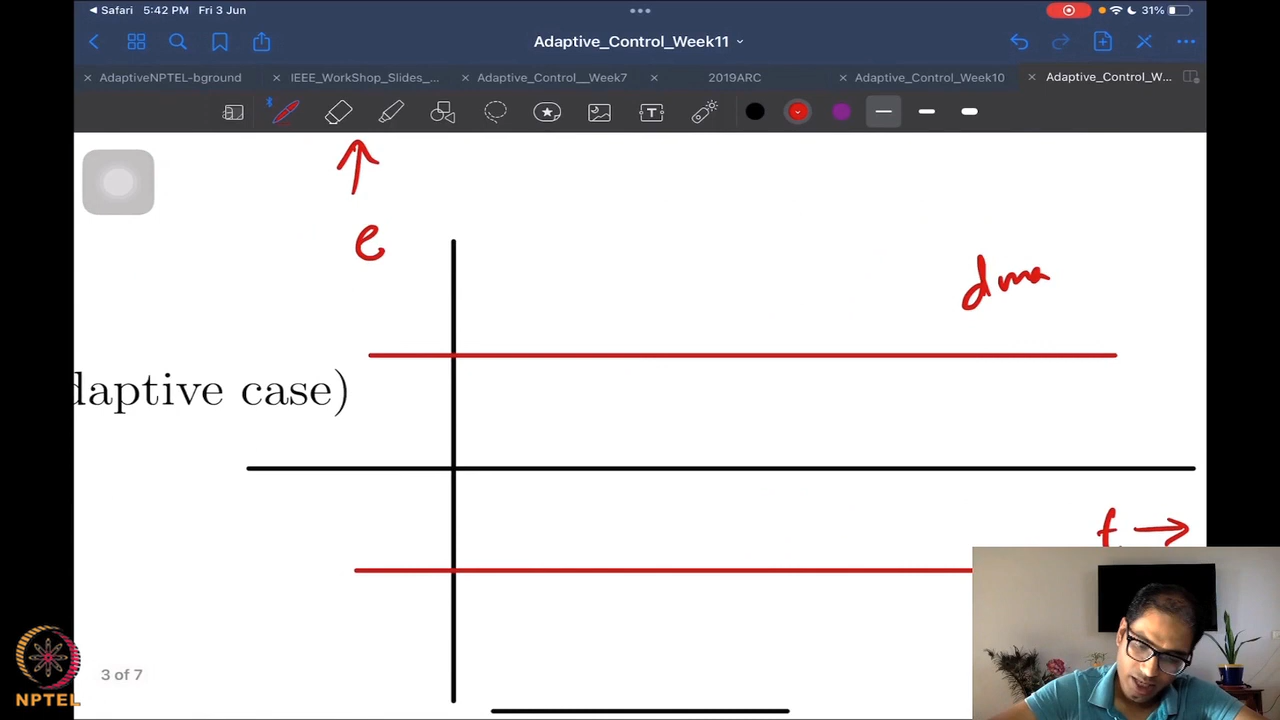 Safari 5:42 PM Fri 3 Jun 31%
Adaptive_Control_Week11
AdaptiveNPTEL-bground IEEE_WorkShop_Slides_... Adaptive_Control__Week7 2019ARC Adaptive_Control_Week10 Adaptive_Control_W...
T
e
dma
daptive case)
t
3 of 7
NPTEL